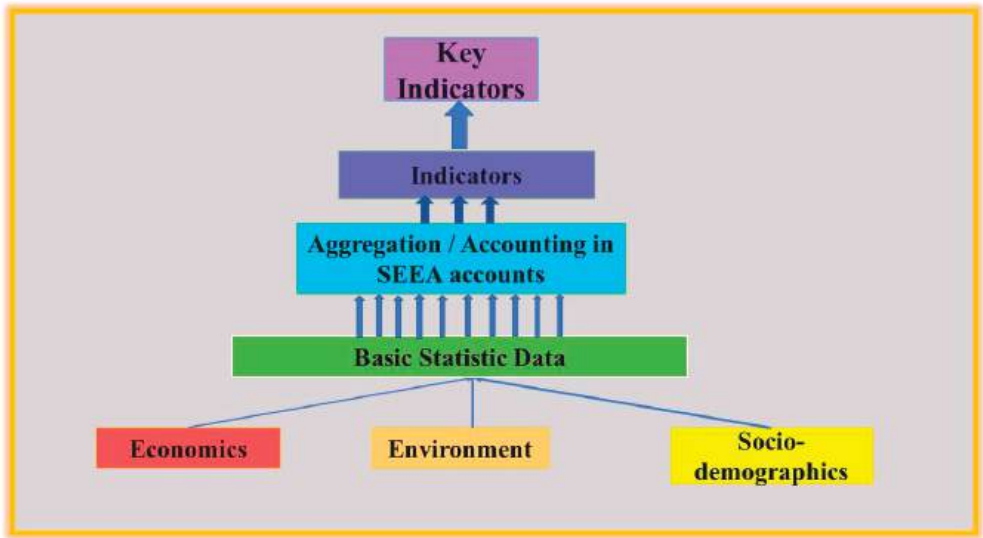 Key
Indicators
Indicators
Aggregation / Accounting in
SEEA accounts
Basic Statistic Data
Economics
Environment
Socio-
demographics